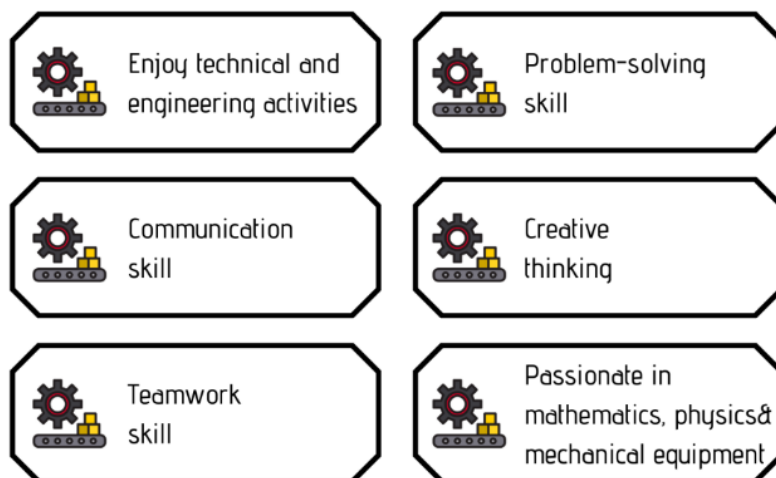 Enjoy technical and
engineering activities
Problem-solving
skill
Communication
skill
Creative
thinking
Teamwork
skill
Passionate in
mathematics, physics&
mechanical equipment